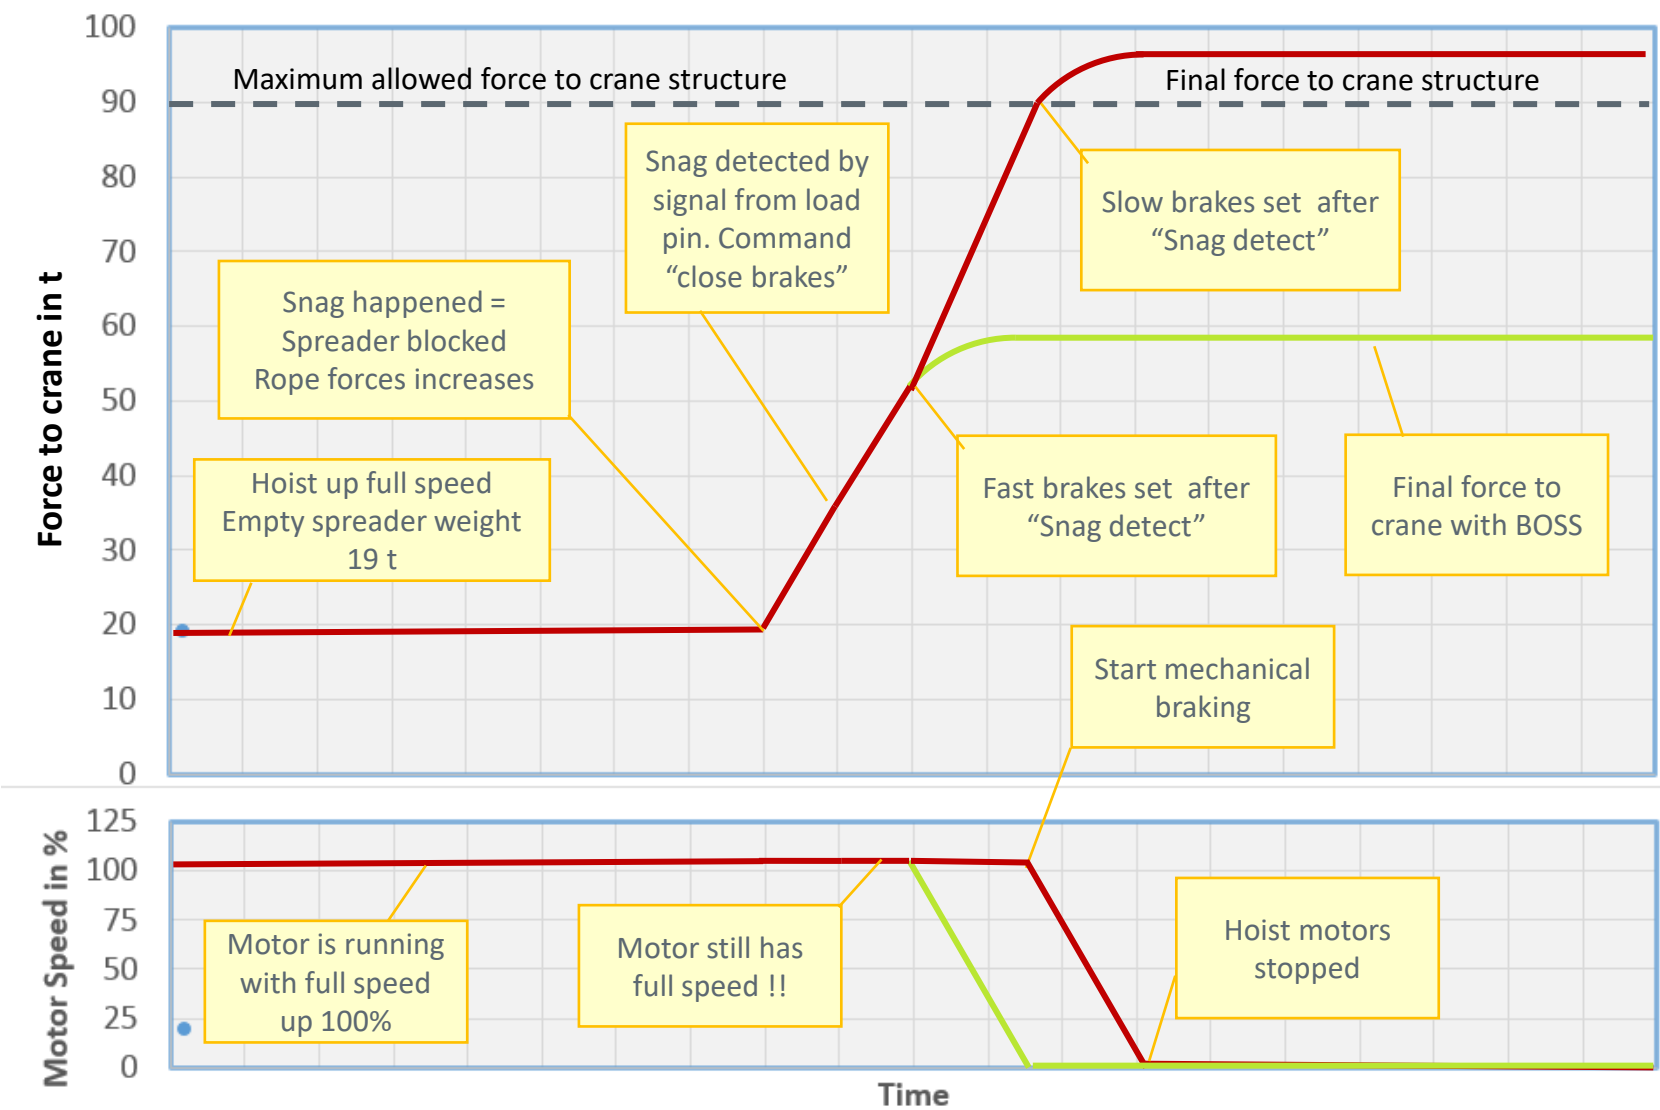 100
Maximum allowed force to crane structure
Final force to crane structure
90
80
70
60
50
40
30
20
10
0
Force to crane in t
Snag detected by
signal from load
pin. Command
“close brakes”
Slow brakes set  after
“Snag detect”
Snag happened =
Spreader blocked
Rope forces increases
Hoist up full speed
Empty spreader weight
19 t
Fast brakes set  after
“Snag detect”
Final force to
crane with BOSS
Start mechanical
braking
125
100
75
50
25
0
Motor Speed in %
Motor is running
with full speed
up 100%
Motor still has
full speed !!
Hoist motors
stopped
Time